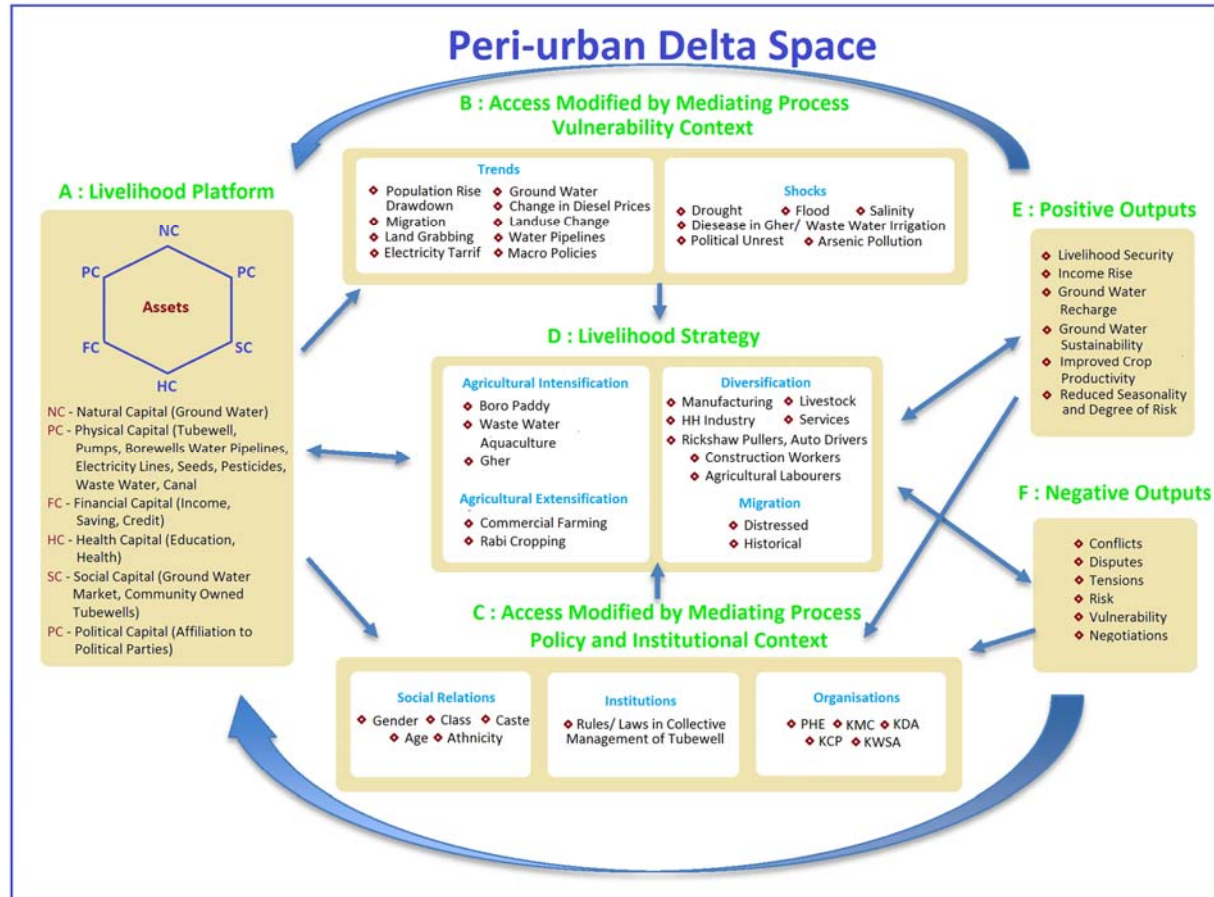 Peri-urban Delta Space
B : Access Modified by Mediating Process
Vulnerability Context
Trends
Population Rise
Drawdown
Migration
Land Grabbing
Electricity Tarrif
Ground Water
Change in Diesel Prices
Landuse Change
Water Pipelines
Macro Policies
Shocks
Drought Flood Salinity
Diesease in Gher/ Waste Water Irrigation
Political Unrest Arsenic Pollution
A : Livelihood Platform
NC
PC PC
Assets
FC SC
HC
NC - Natural Capital (Ground Water)
PC - Physical Capital (Tubewell,
Pumps, Borewells Water Pipelines,
Electricity Lines, Seeds, Pesticides,
Waste Water, Canal
FC - Financial Capital (Income,
Saving, Credit)
HC - Health Capital (Education,
Health)
SC - Social Capital (Ground Water
Market, Community Owned
Tubewells)
PC - Political Capital (Affiliation to
Political Parties)
D : Livelihood Strategy
Agricultural Intensification
Boro Paddy
Waste Water
Aquaculture
Gher
Agricultural Extensification
Commercial Farming
Rabi Cropping
Diversification
Manufacturing Livestock
HH Industry Services
Rickshaw Pullers, Auto Drivers
Construction Workers
Agricultural Labourers
Migration
Distressed
Historical
E : Positive Outputs
Livelihood Security
Income Rise
Ground Water
Recharge
Ground Water
Sustainability
Improved Crop
Productivity
Reduced Seasonality
and Degree of Risk
F : Negative Outputs
Conflicts
Disputes
Tensions
Risk
Vulnerability
Negotiations
C : Access Modified by Mediating Process
Policy and Institutional Context
Social Relations
Gender Class Caste
Age Athnicity
Institutions
Rules/ Laws in Collective
Management of Tubewell
Organisations
PHE KMC KDA
KCP KWSA